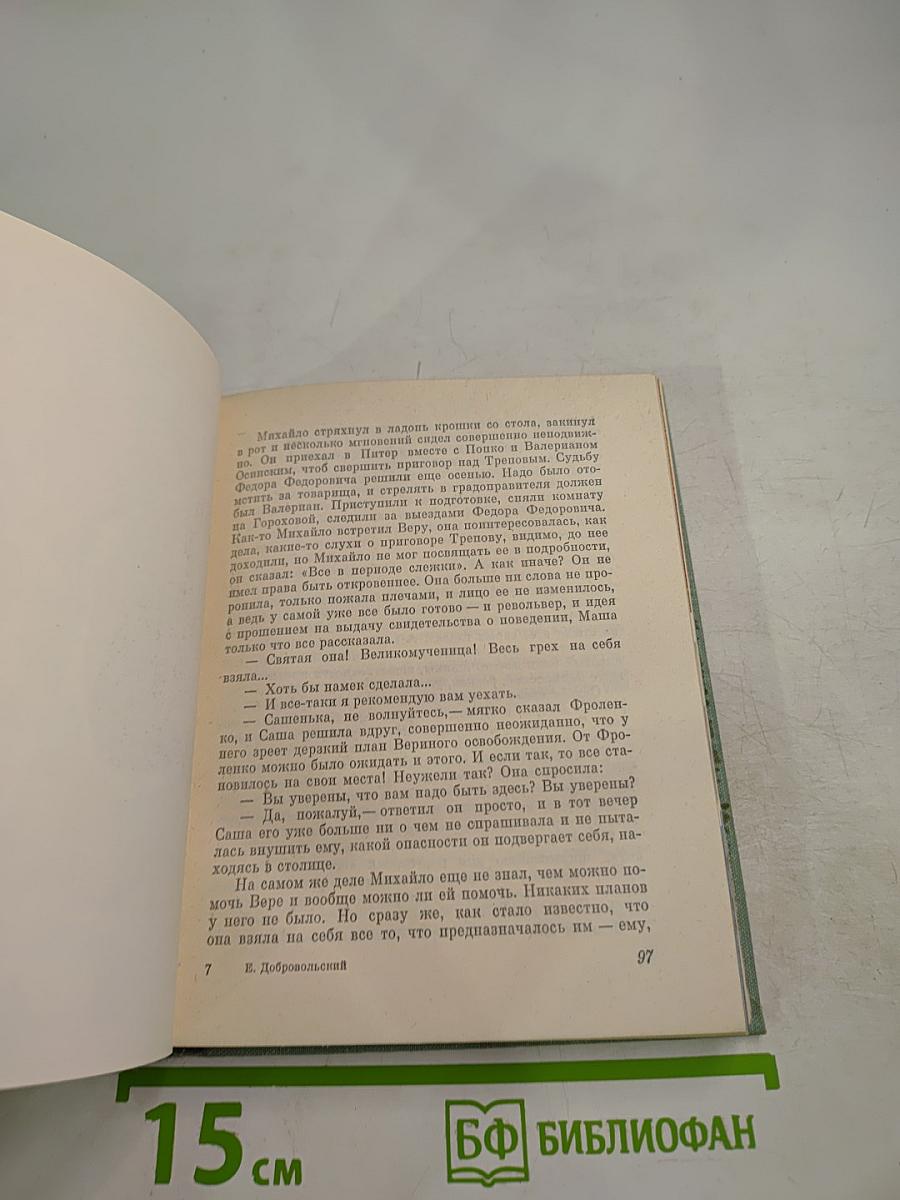 Михайло стряхнул в ладонь крошки со стола, закинул
в рот и несколько мгновений сидел совершенно неподвиж-
но. Он приехал в Питер вместе с Попко и Валерианом
Осинским, чтоб свершить приговор над Треповым. Судьбу
Федора Федоровича решили еще осенью. Надо было ото-
мстить за товарища, и стрелять в градоправителя должен
был Валериан. Приступили к подготовке, сняли комнату
на Гороховой, следили за выездами Федора Федоровича.
Как-то Михайло встретил Веру, она поинтересовалась, как
дела, какие-то слухи о приговоре Трепову, видимо, до нее
доходили, но Михайло не мог посвящать ее в подробности,
он сказал: «Все в периоде слежки». А как иначе? Он не
имел права быть откровеннее. Она больше ни слова не про-
ронила, только пожала плечами, и лицо ее не изменилось,
а ведь у самой уже все было готово — и револьвер, и идея
с прошением на выдачу свидетельства о поведении, Маша
только что все рассказала.
— Святая она! Великомученица! Весь грех на себя
взяла...
— Хоть бы намек сделала...
— И все-таки я рекомендую вам уехать.
— Сашенька, не волнуйтесь,— мягко сказал Фролен-
ко, и Саша решила вдруг, совершенно неожиданно, что у
него зреет дерзкий план Вериного освобождения. От Фро-
ленко можно было ожидать и этого. И если так, то все ста-
новилось на свои места! Неужели так? Она спросила:
— Вы уверены, что вам надо быть здесь? Вы уверены?
— Да, пожалуй,— ответил он просто, и в тот вечер
Саша его уже больше ни о чем не спрашивала и не пыта-
лась внушить ему, какой опасности он подвергает себя, на-
ходясь в столице.
На самом же деле Михайло еще не знал, чем можно по-
мочь Вере и вообще можно ли ей помочь. Никаких планов
у него не было. Но сразу же, как стало известно, что
она взяла на себя все то, что предназначалось им — ему,
7 Е. Добровольский 97
15 см
БФ БИБЛИОФАН